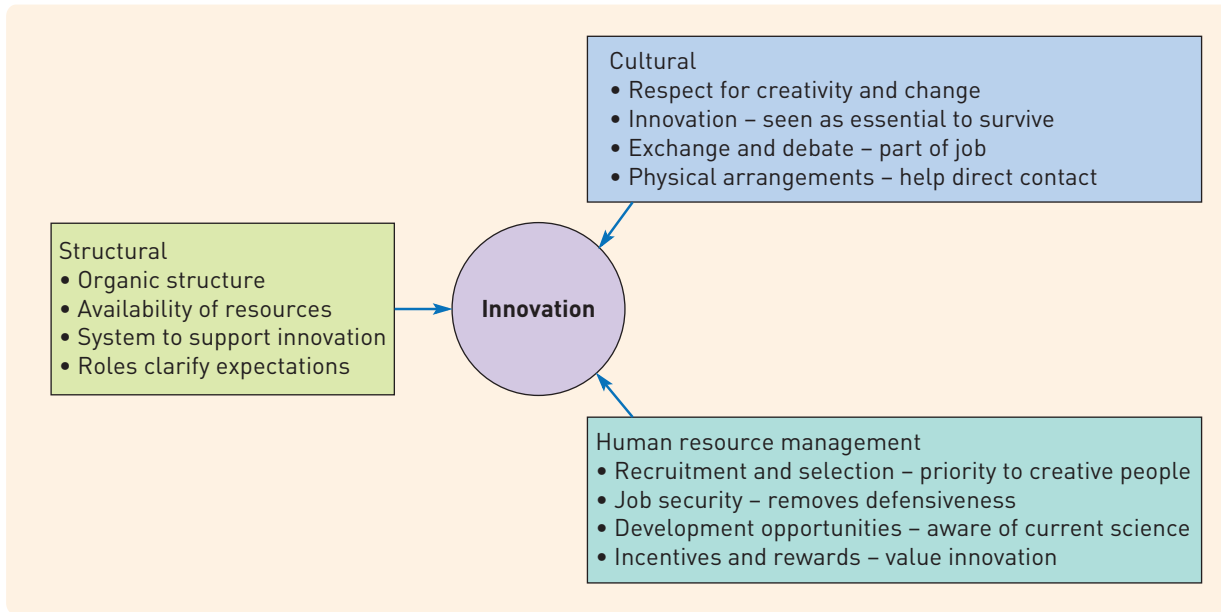 Cultural
• Respect for creativity and change
• Innovation – seen as essential to survive
• Exchange and debate – part of job
• Physical arrangements – help direct contact
Structural
• Organic structure
• Availability of resources
• System to support innovation
• Roles clarify expectations
Innovation
Human resource management
• Recruitment and selection – priority to creative people
• Job security – removes defensiveness
• Development opportunities – aware of current science
• Incentives and rewards – value innovation